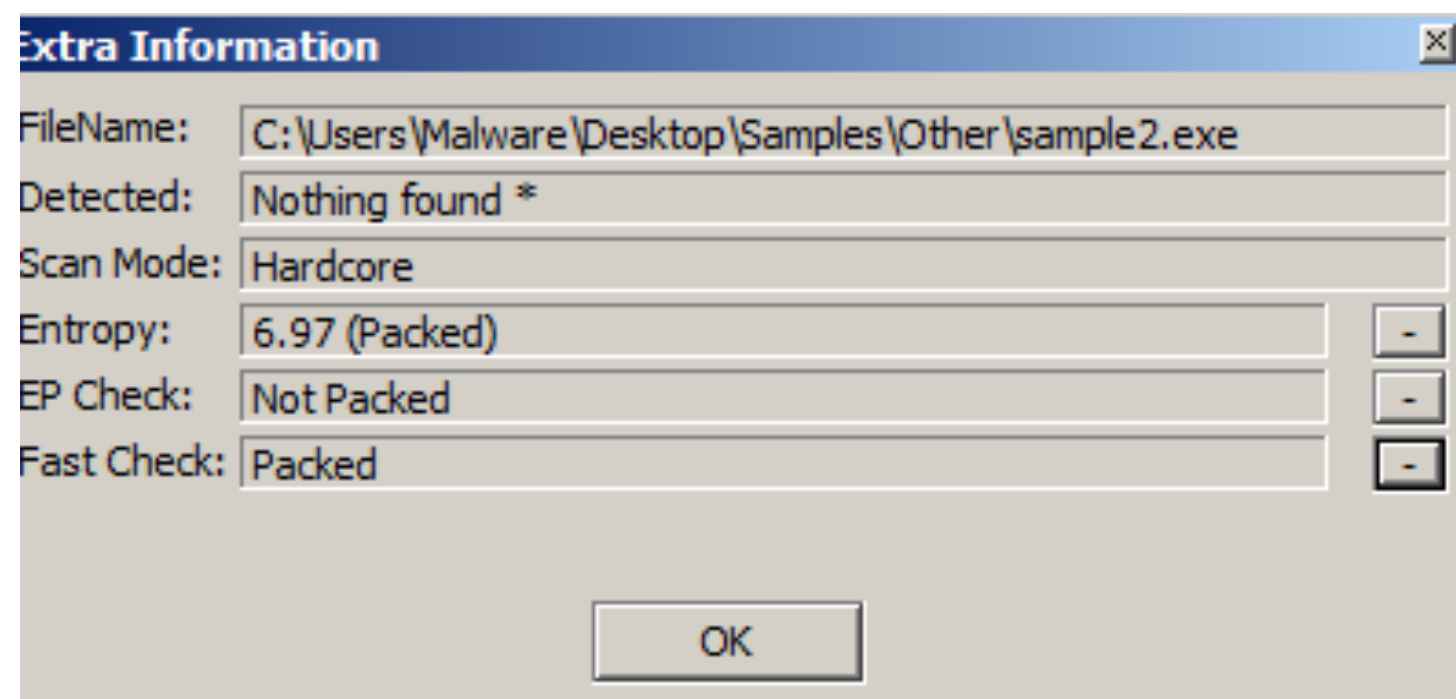 Extra Information
FileName: C:\Users\Malware\Desktop\Samples\Other\sample2.exe
Detected: Nothing found *
Scan Mode: Hardcore
Entropy: 6.97 (Packed) -
EP Check: Not Packed -
Fast Check: Packed -
OK